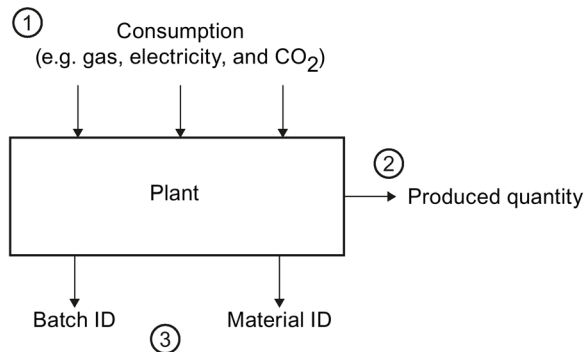 1
Consumption
(e.g. gas, electricity, and CO2)
2
Plant
Produced quantity
Batch ID
Material ID
3